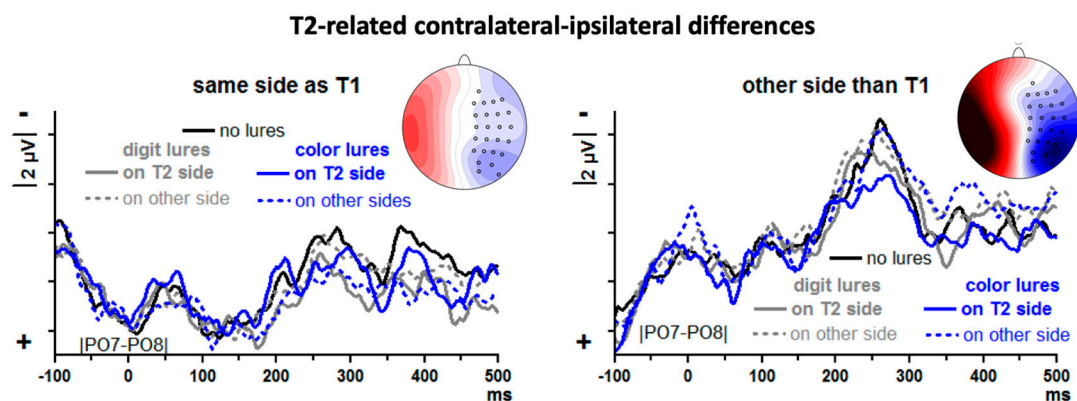 T2-related contralateral-ipsilateral differences
same side as T1
-
|2 µV|
+
no lures
digit lures
on T2 side
on other side
color lures
on T2 side
on other sides
|PO7-PO8|
-100 0 100 200 300 400 500
ms
other side than T1
-
|2 µV|
+
no lures
digit lures
on T2 side
on other side
color lures
on T2 side
on other side
|PO7-PO8|
-100 0 100 200 300 400 500
ms